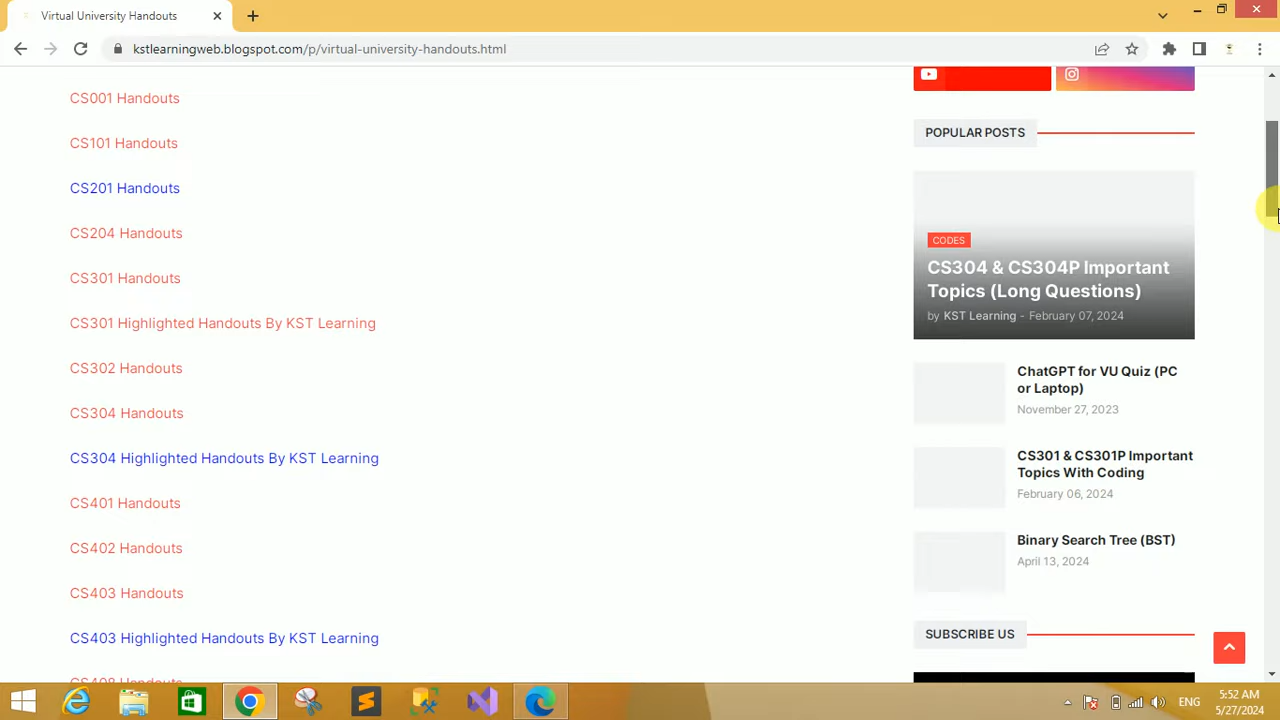 Virtual University Handouts
kstlearningweb.blogspot.com/p/virtual-university-handouts.html
CS001 Handouts
CS101 Handouts
CS201 Handouts
CS204 Handouts
CS301 Handouts
CS301 Highlighted Handouts By KST Learning
CS302 Handouts
CS304 Handouts
CS304 Highlighted Handouts By KST Learning
CS401 Handouts
CS402 Handouts
CS403 Handouts
CS403 Highlighted Handouts By KST Learning
CS408 Handouts
POPULAR POSTS
CODES
CS304 & CS304P Important
Topics (Long Questions)
by KST Learning - February 07, 2024
ChatGPT for VU Quiz (PC
or Laptop)
November 27, 2023
CS301 & CS301P Important
Topics With Coding
February 06, 2024
Binary Search Tree (BST)
April 13, 2024
SUBSCRIBE US
ENG
5:52 AM
5/27/2024